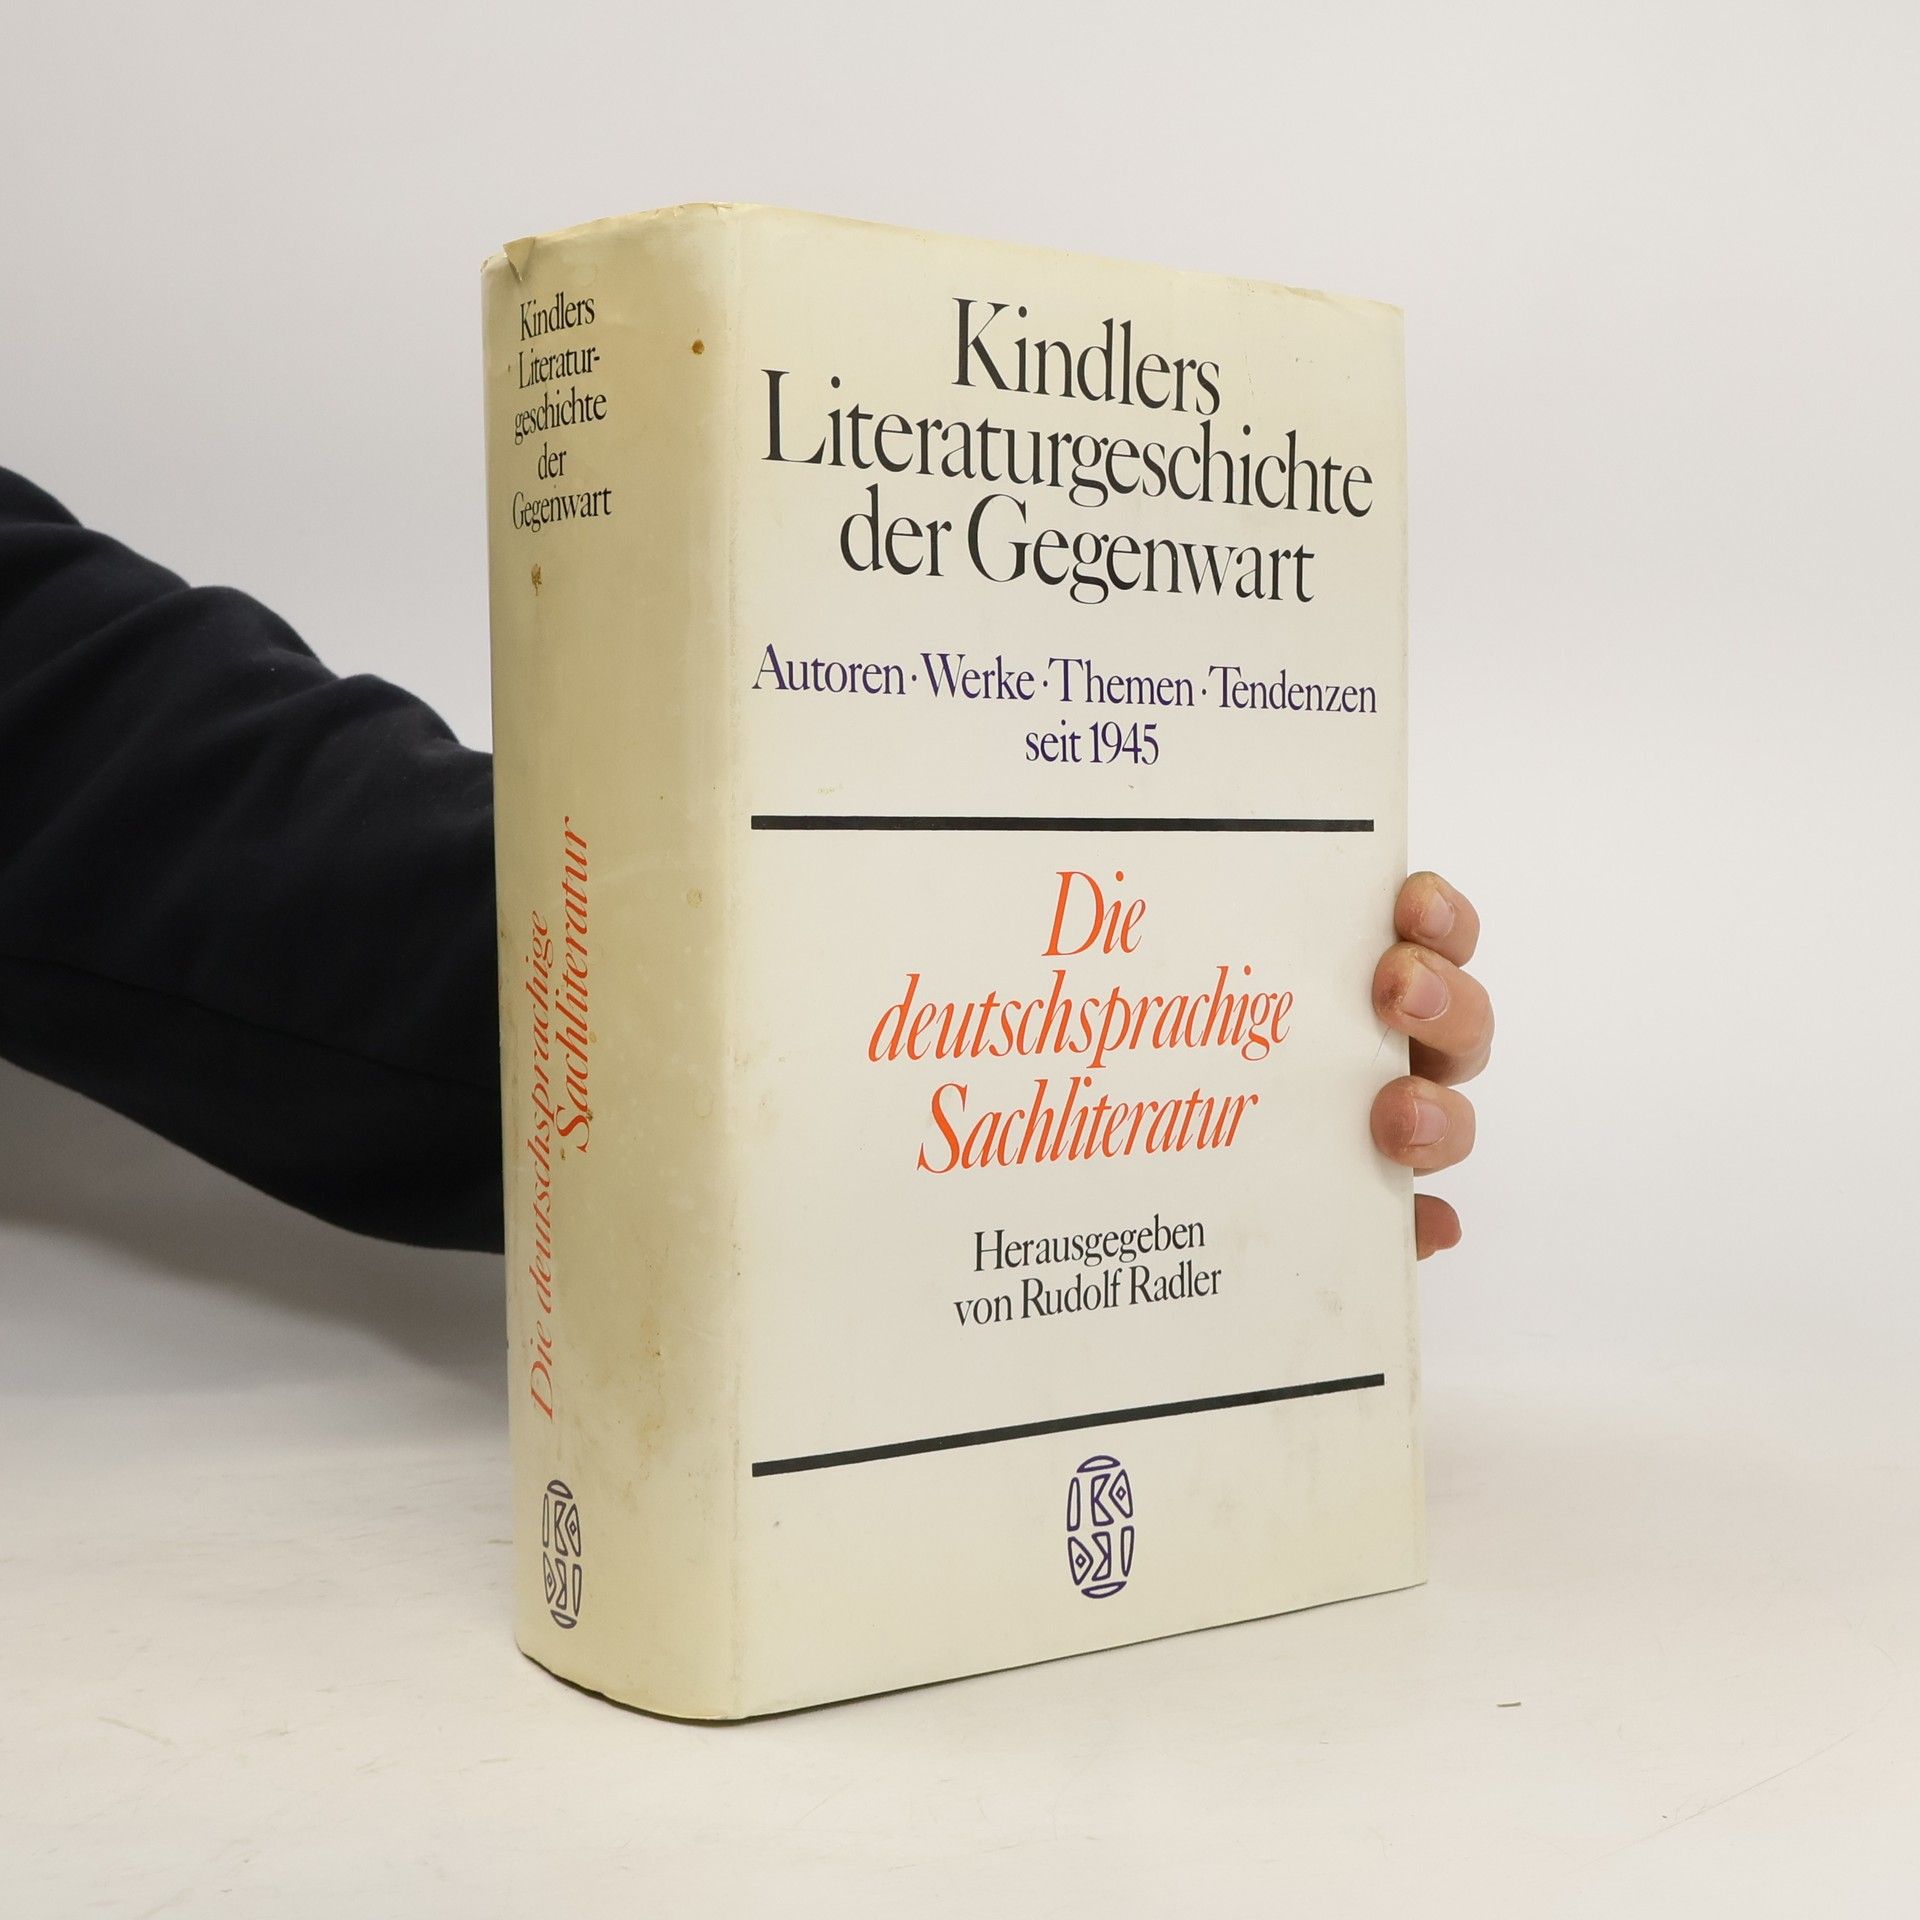 Kindlers
Literatur-
geschichte
der
Gegenwart
Die deutschsprachige
Sachliteratur
Kindlers
Literaturgeschichte
der Gegenwart
Autoren · Werke · Themen · Tendenzen
seit 1945
Die
deutschsprachige
Sachliteratur
Herausgegeben
von Rudolf Radler